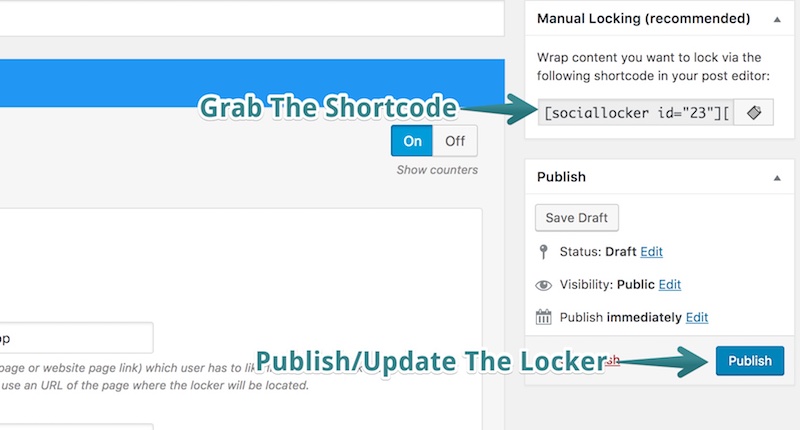 Manual Locking (recommended)
Wrap content you want to lock via the
following shortcode in your post editor:
[sociallocker id="23"][
Grab The Shortcode
On Off
Show counters
Publish
Save Draft
Status: Draft Edit
Visibility: Public Edit
Publish immediately Edit
Publish/Update The Locker
Publish
op
page or website page link) which user has to like
use an URL of the page where the locker will be located.